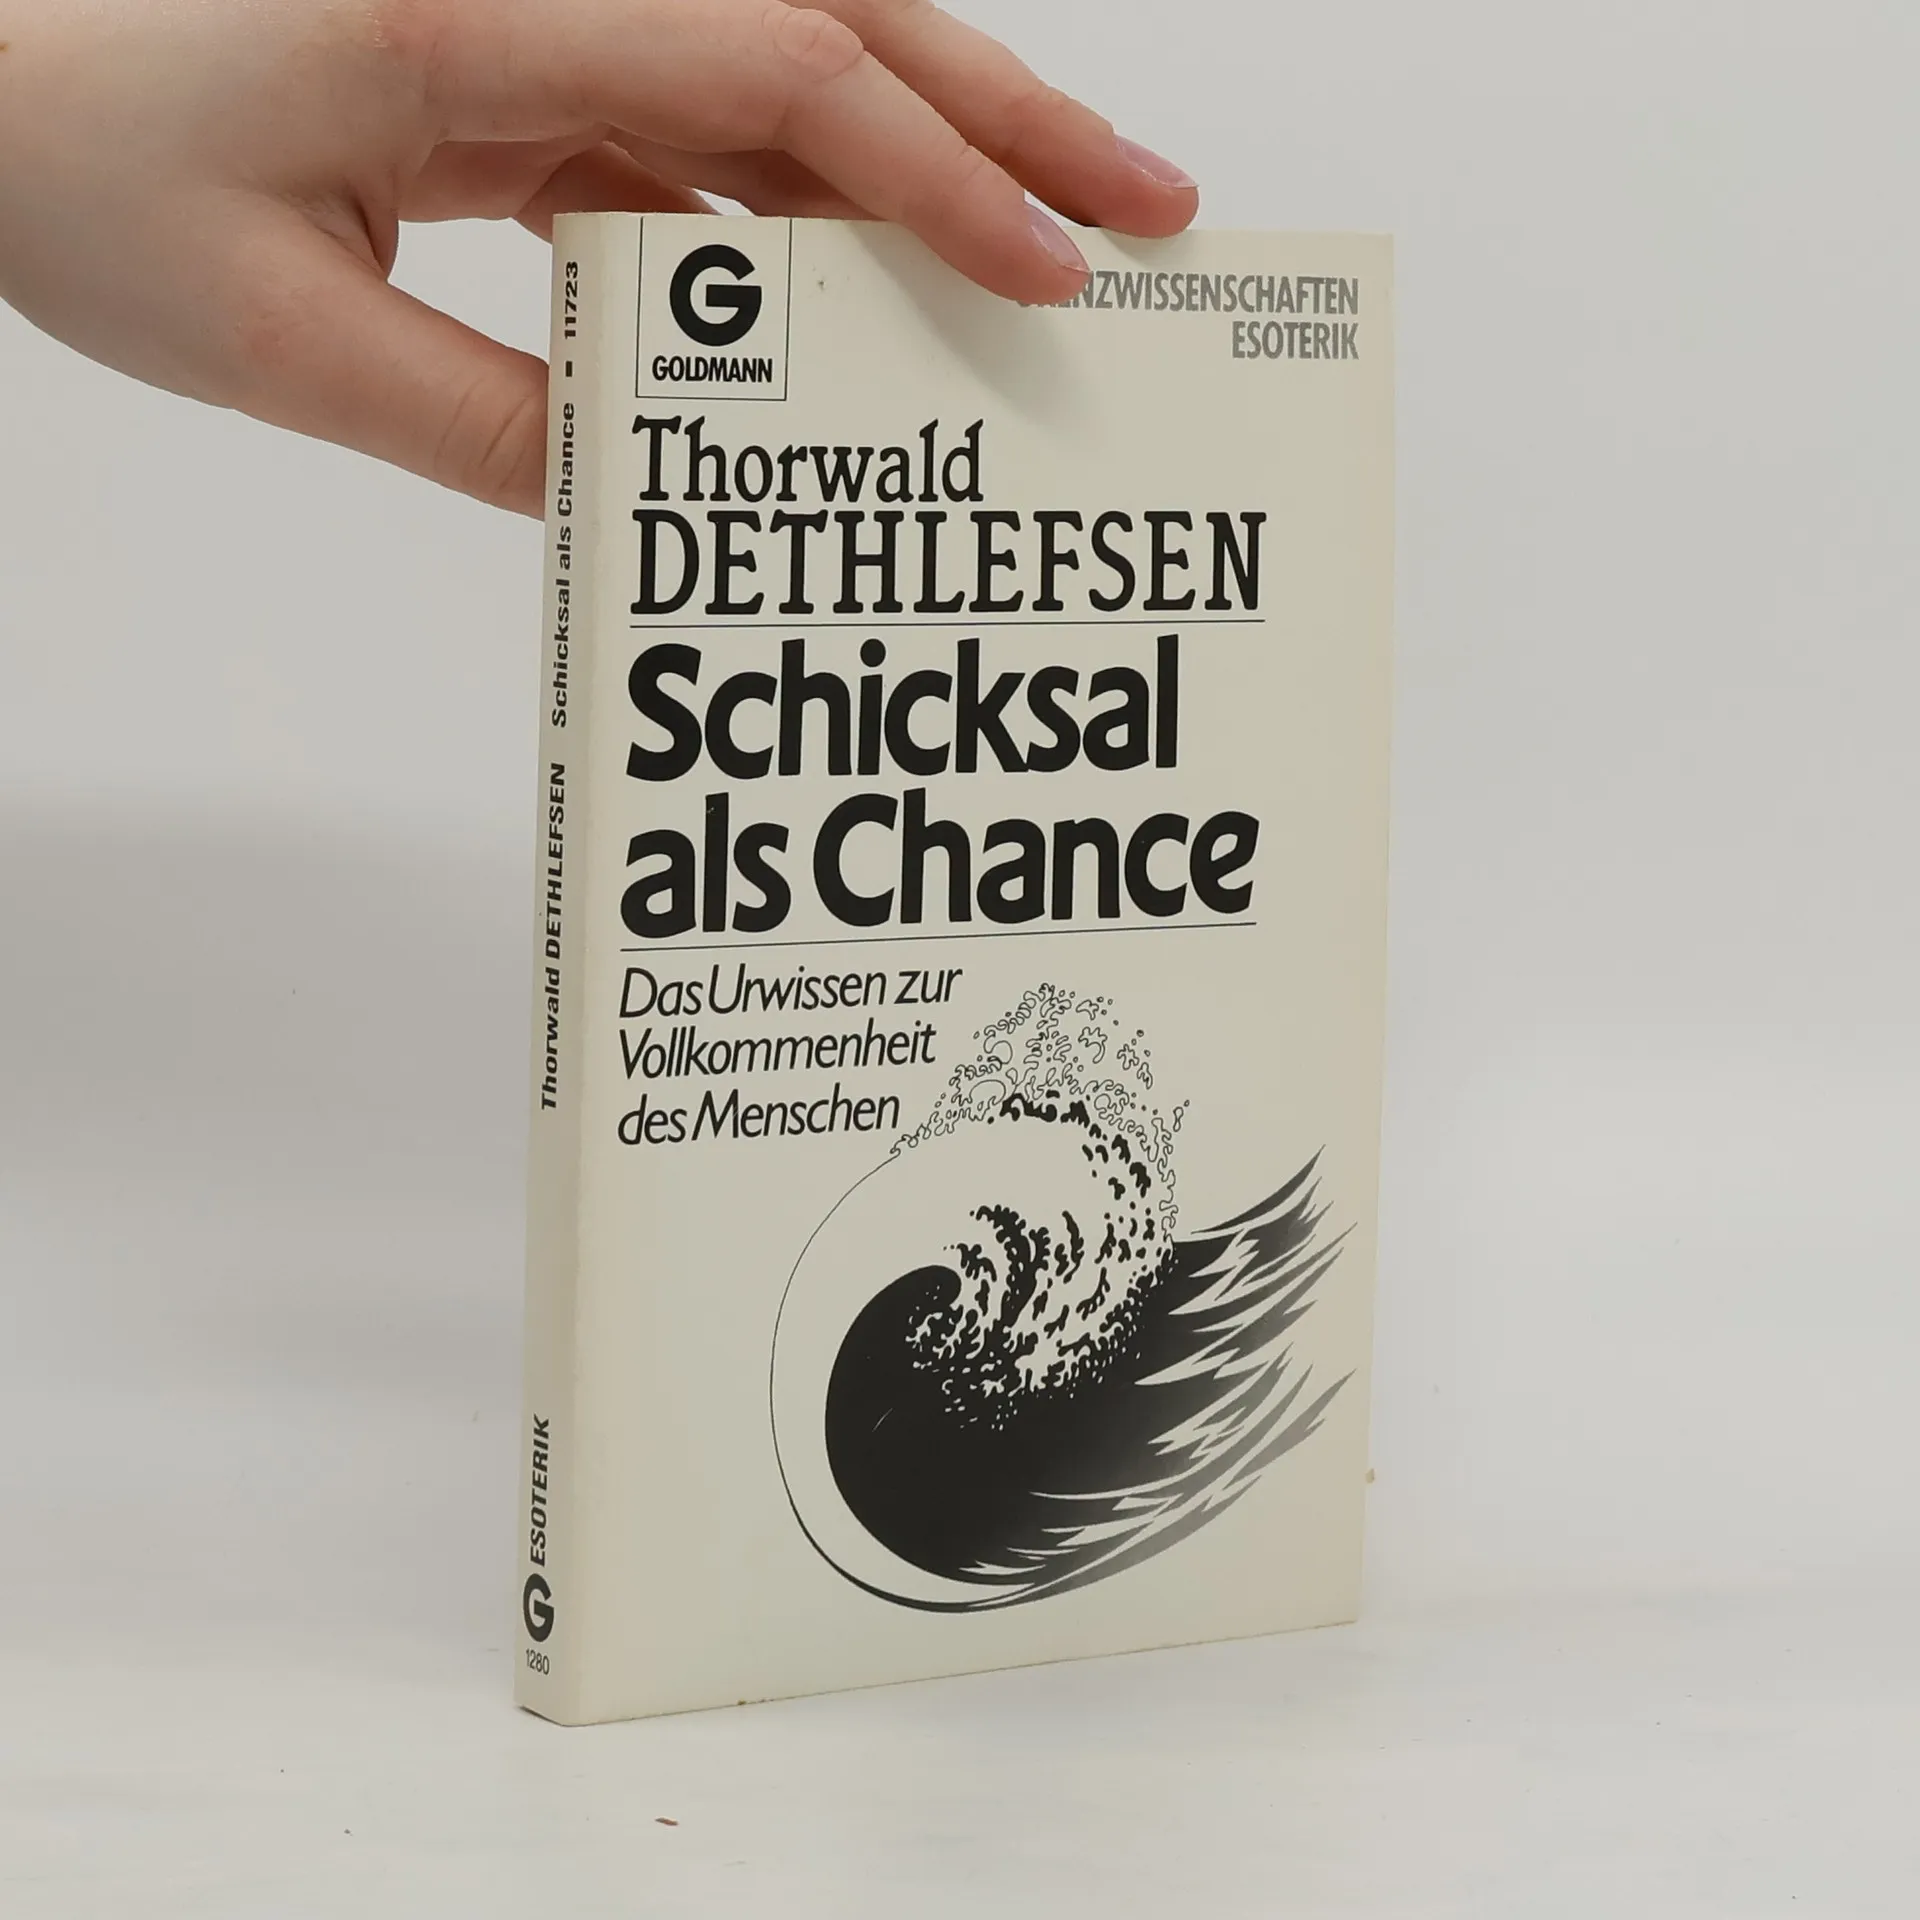 G
GOLDMANN
NZWISSENSCHAFTEN
ESOTERIK
Thorwald
DETHLEFSEN
Schicksal
als Chance
Das Urwissen zur
Vollkommenheit
des Menschen
1280 G ESOTERIK Thorwald DETHLEFSEN Schicksal als Chance - 11723